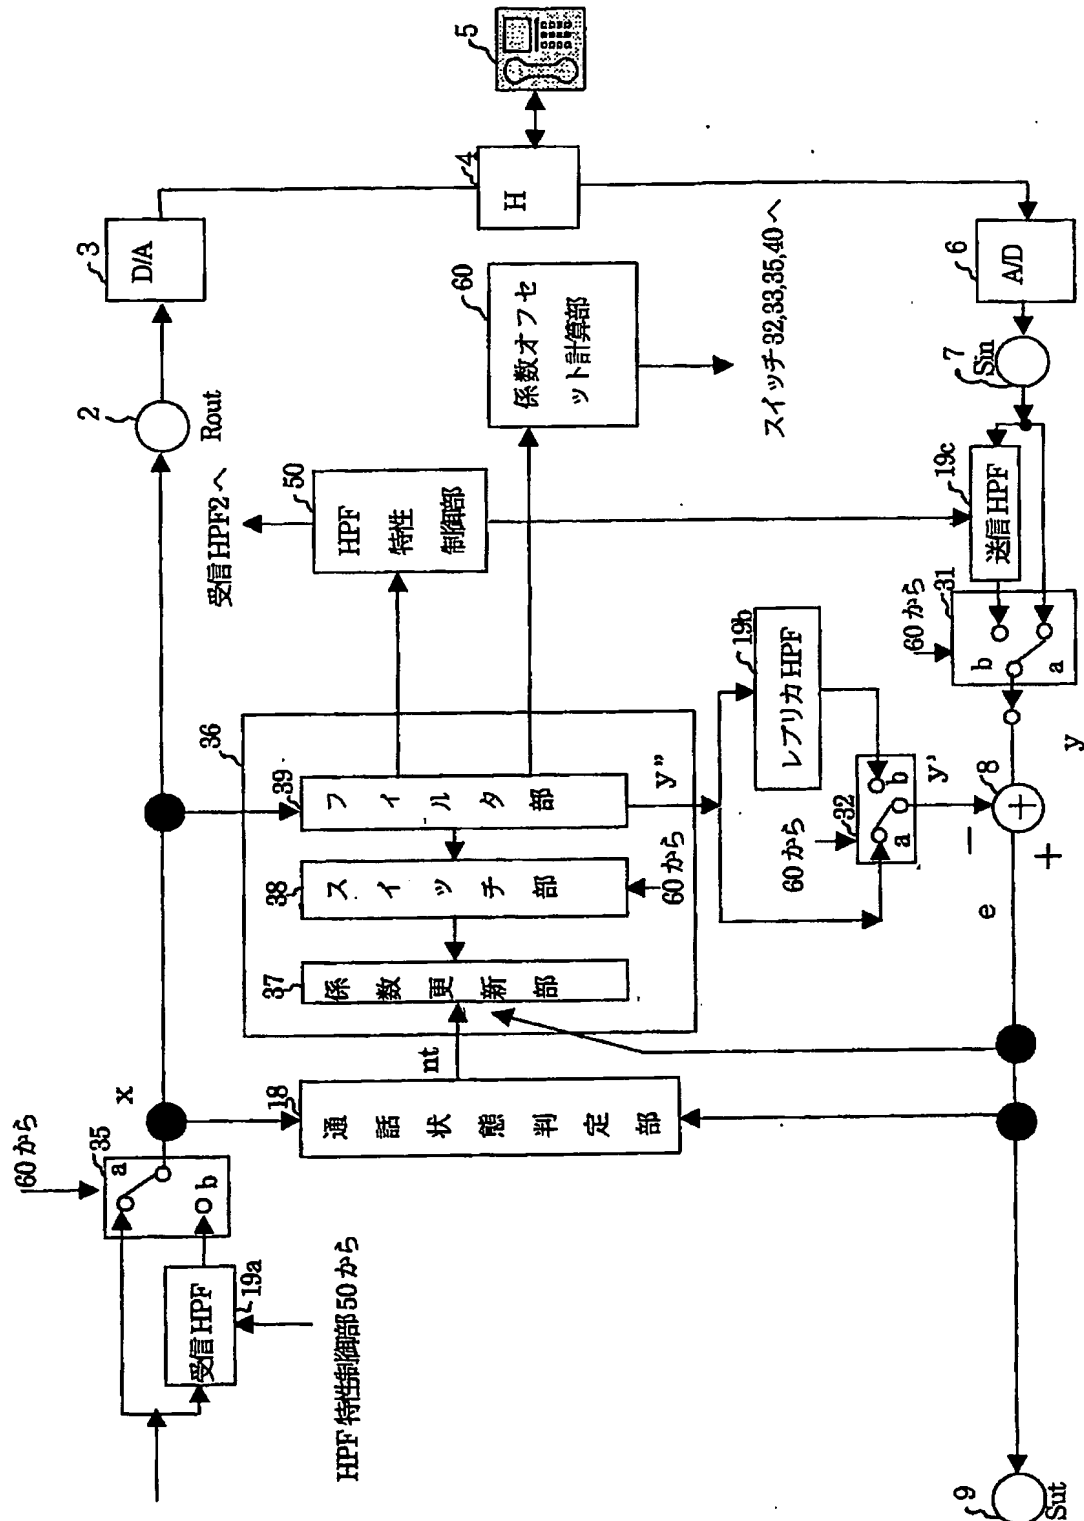 60から
35
a
b
x
受信HPF
19a
HPF特性制御部50から
2
Rout
3
D/A
4
H
5
受信HPF2へ
50
HPF
特性
制御部
60
係数オフセ
ット計算部
スイッチ32,33,35,40へ
36
39
フィルタ部
38
スイッチ部
60から
37
係数更新部
nt
18
通話状態判定部
y"
19b
レプリカHPF
60から
32
a
b
y'
8
+
−
+
e
y
60から
31
b
a
19c
送信HPF
7
Sin
6
A/D
9
Sut